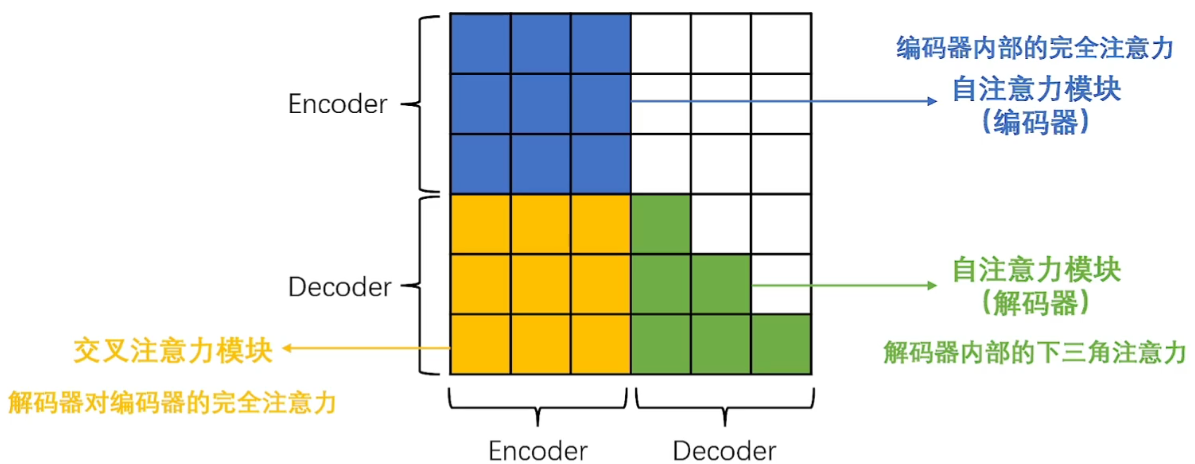 编码器内部的完全注意力
自注意力模块
（编码器）
Encoder
Decoder
自注意力模块
（解码器）
解码器内部的下三角注意力
交叉注意力模块
解码器对编码器的完全注意力
Encoder
Decoder